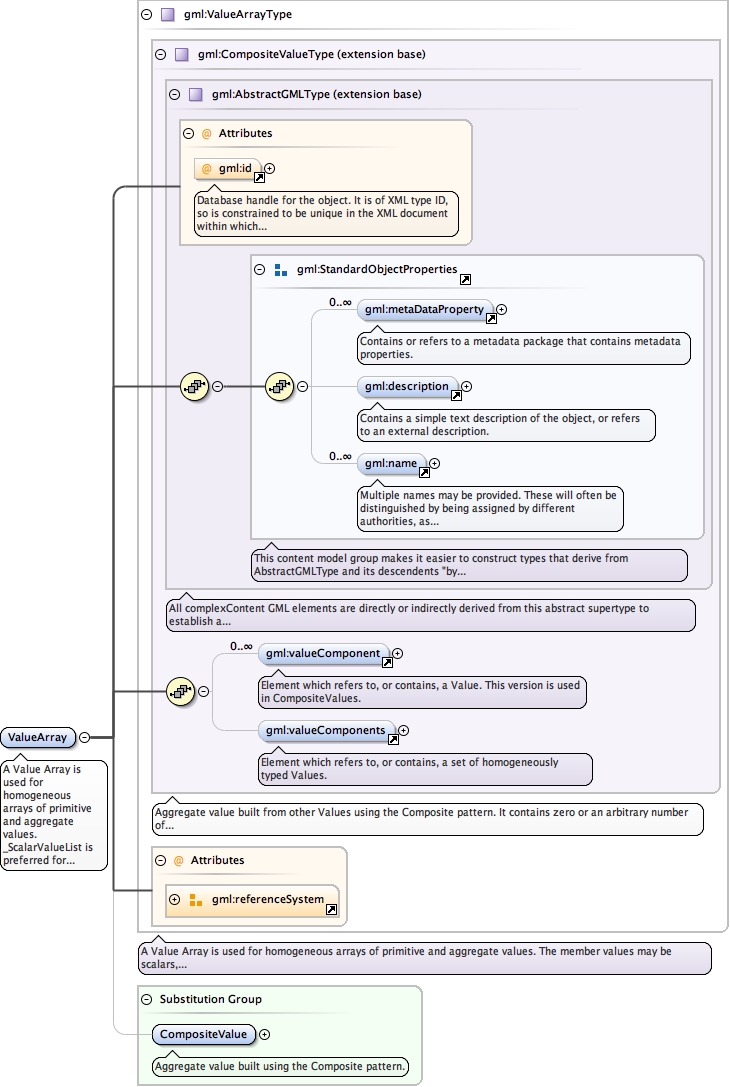 gml:ValueArrayType
gml:CompositeValueType (extension base)
gml:AbstractGMLType (extension base)
@ Attributes
@ gml:id
Database handle for the object. It is of XML type ID,
so is constrained to be unique in the XML document
within which...
gml:StandardObjectProperties
0..∞
gml:metaDataProperty
Contains or refers to a metadata package that contains metadata
properties.
gml:description
Contains a simple text description of the object, or refers
to an external description.
0..∞
gml:name
Multiple names may be provided. These will often be
distinguished by being assigned by different
authorities, as...
This content model group makes it easier to construct types that derive from
AbstractGMLType and its descendents "by...
All complexContent GML elements are directly or indirectly derived from this abstract supertype to
establish a...
0..∞
gml:valueComponent
Element which refers to, or contains, a Value. This version is used
in CompositeValues.
gml:valueComponents
Element which refers to, or contains, a set of homogeneously
typed Values.
ValueArray
A Value Array is
used for
homogeneous
arrays of primitive
and aggregate
values.
_ScalarValueList is
preferred for...
Aggregate value built from other Values using the Composite pattern. It contains zero or an arbitrary number
of...
@ Attributes
gml:referenceSystem
A Value Array is used for homogeneous arrays of primitive and aggregate values. The member values may be
scalars,...
Substitution Group
CompositeValue
Aggregate value built using the Composite pattern.